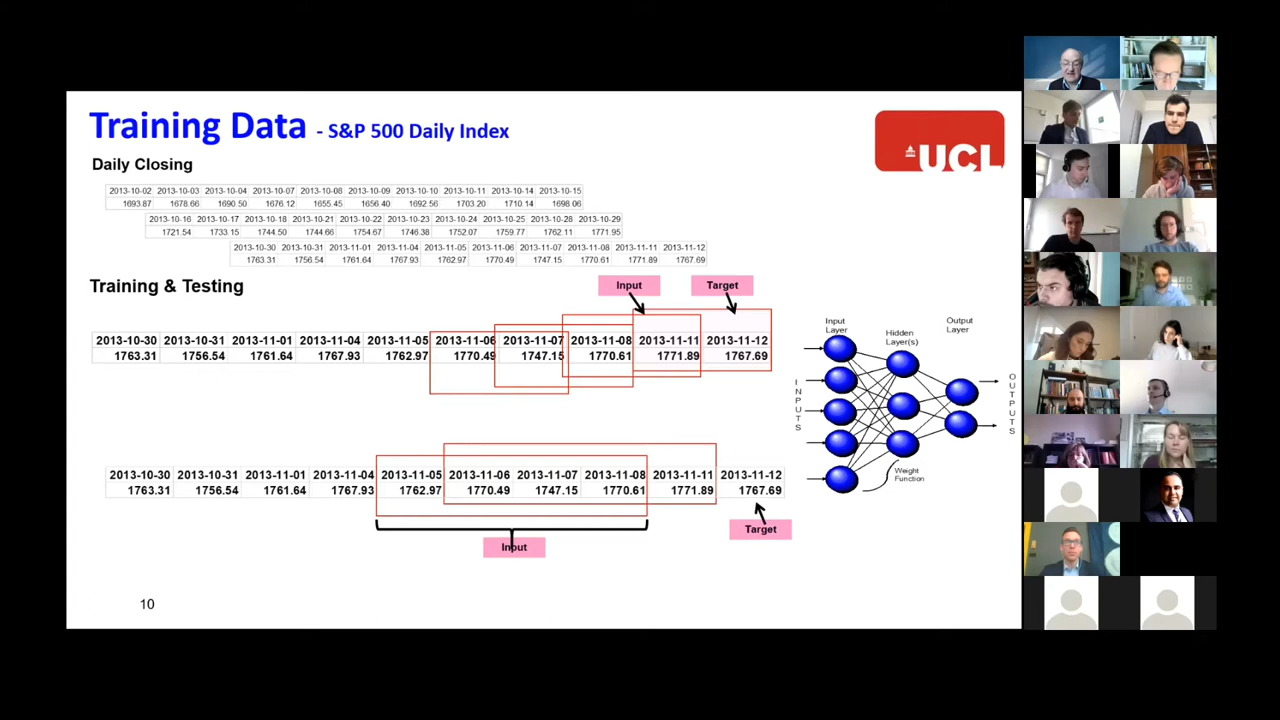 Training Data - S&P 500 Daily Index
UCL
Daily Closing
2013-10-02 2013-10-03 2013-10-04 2013-10-07 2013-10-08 2013-10-09 2013-10-10 2013-10-11 2013-10-14 2013-10-15
1693.87 1678.66 1690.50 1676.12 1655.45 1656.40 1692.56 1703.20 1710.14 1698.06
2013-10-16 2013-10-17 2013-10-18 2013-10-21 2013-10-22 2013-10-23 2013-10-24 2013-10-25 2013-10-28 2013-10-29
1721.54 1733.15 1744.50 1744.66 1754.67 1746.38 1752.07 1759.77 1762.11 1771.95
2013-10-30 2013-10-31 2013-11-01 2013-11-04 2013-11-05 2013-11-06 2013-11-07 2013-11-08 2013-11-11 2013-11-12
1763.31 1756.54 1761.64 1767.93 1762.97 1770.49 1747.15 1770.61 1771.89 1767.69
Training & Testing
Input Target
2013-10-30 2013-10-31 2013-11-01 2013-11-04 2013-11-05 2013-11-06 2013-11-07 2013-11-08 2013-11-11 2013-11-12
1763.31 1756.54 1761.64 1767.93 1762.97 1770.49 1747.15 1770.61 1771.89 1767.69
2013-10-30 2013-10-31 2013-11-01 2013-11-04 2013-11-05 2013-11-06 2013-11-07 2013-11-08 2013-11-11 2013-11-12
1763.31 1756.54 1761.64 1767.93 1762.97 1770.49 1747.15 1770.61 1771.89 1767.69
Input
Target
Input
Layer
Hidden
Layer(s)
Output
Layer
INPUTS
OUTPUTS
Weight
Function
10